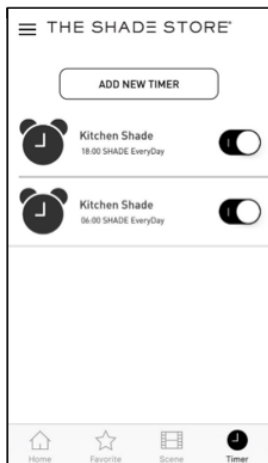 THE SHADE STORE®
ADD NEW TIMER
Kitchen Shade
18:00 SHADE EveryDay
Kitchen Shade
06:00 SHADE EveryDay
Home Favorite Scene Timer